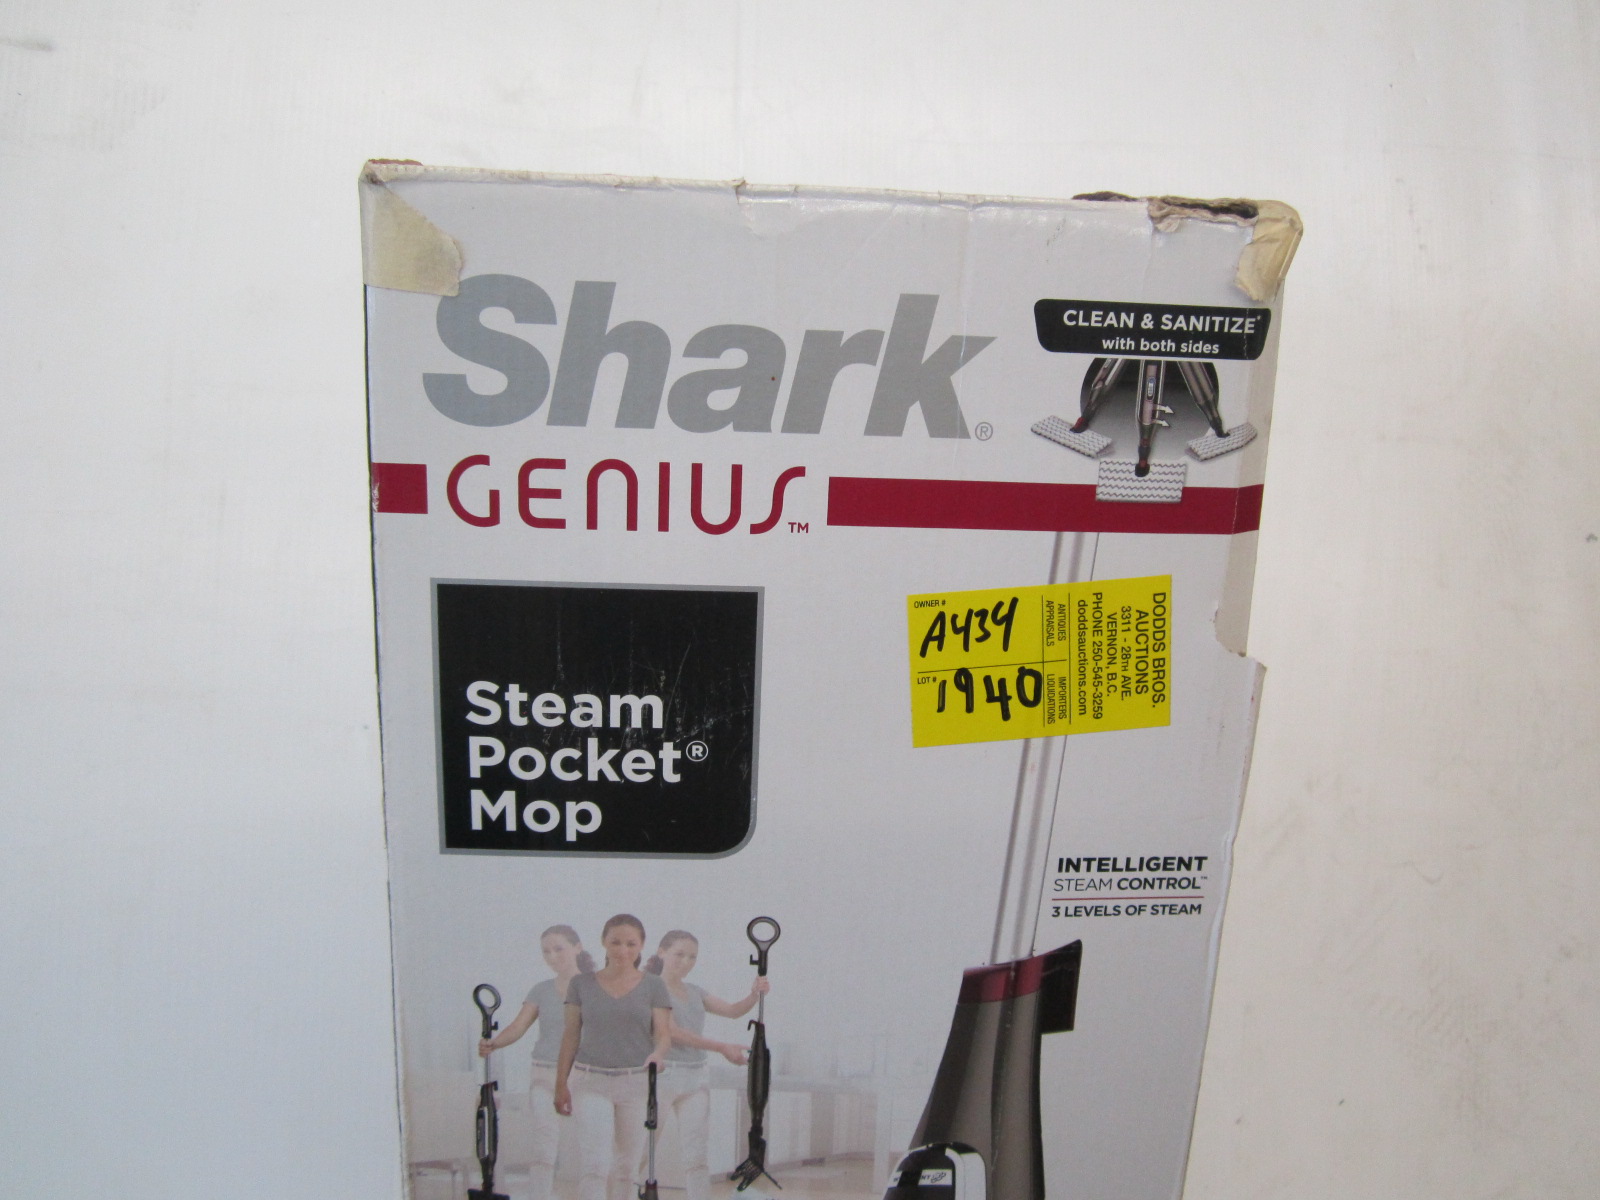 Shark®
GENIUS™
CLEAN & SANITIZE*
with both sides
Steam
Pocket®
Mop
OWNER #
A434
LOT #
1940
ANTIQUES
APPRAISALS
IMPORTERS
LIQUIDATIONS
DODDS BROS.
AUCTIONS
3311 - 28TH AVE.
VERNON, B.C.
PHONE 250-545-3259
doddsauctions.com
INTELLIGENT
STEAM CONTROL™
3 LEVELS OF STEAM